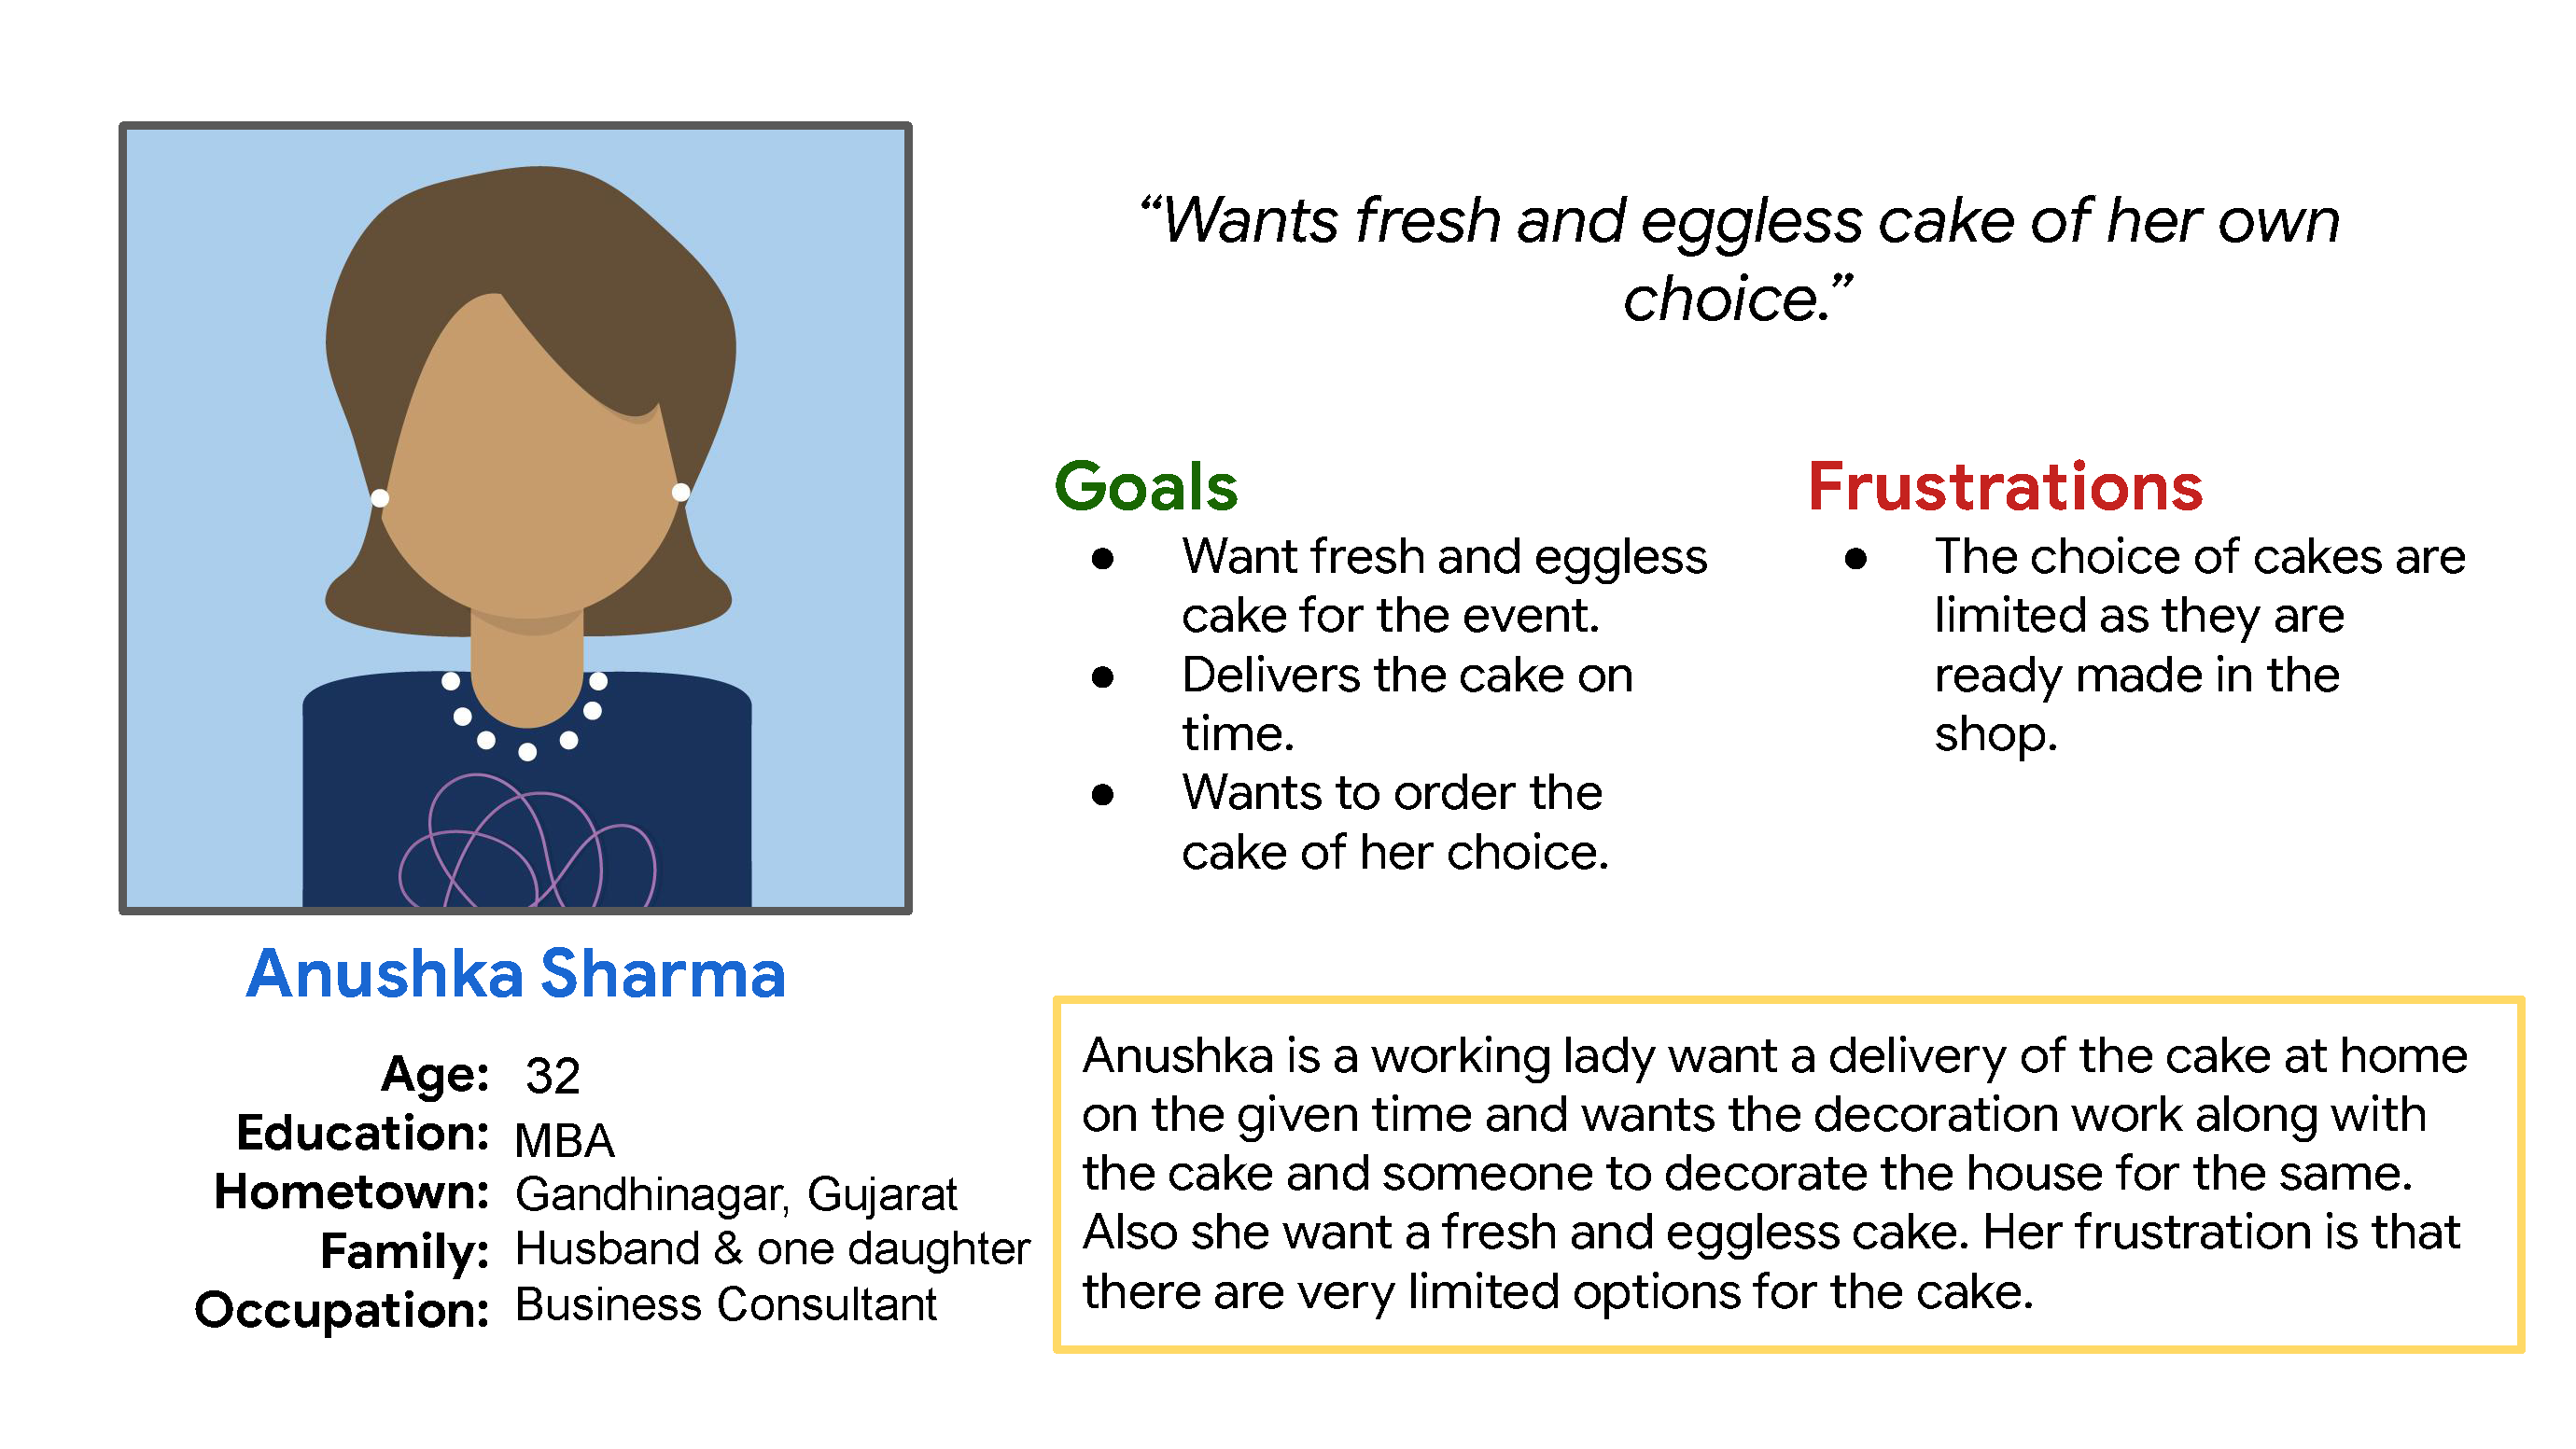 “Wants fresh and eggless cake of her own
choice.”
Goals
● Want fresh and eggless
cake for the event.
● Delivers the cake on
time.
● Wants to order the
cake of her choice.
Frustrations
● The choice of cakes are
limited as they are
ready made in the
shop.
Anushka Sharma
Age: 32
Education: MBA
Hometown: Gandhinagar, Gujarat
Family: Husband & one daughter
Occupation: Business Consultant
Anushka is a working lady want a delivery of the cake at home
on the given time and wants the decoration work along with
the cake and someone to decorate the house for the same.
Also she want a fresh and eggless cake. Her frustration is that
there are very limited options for the cake.